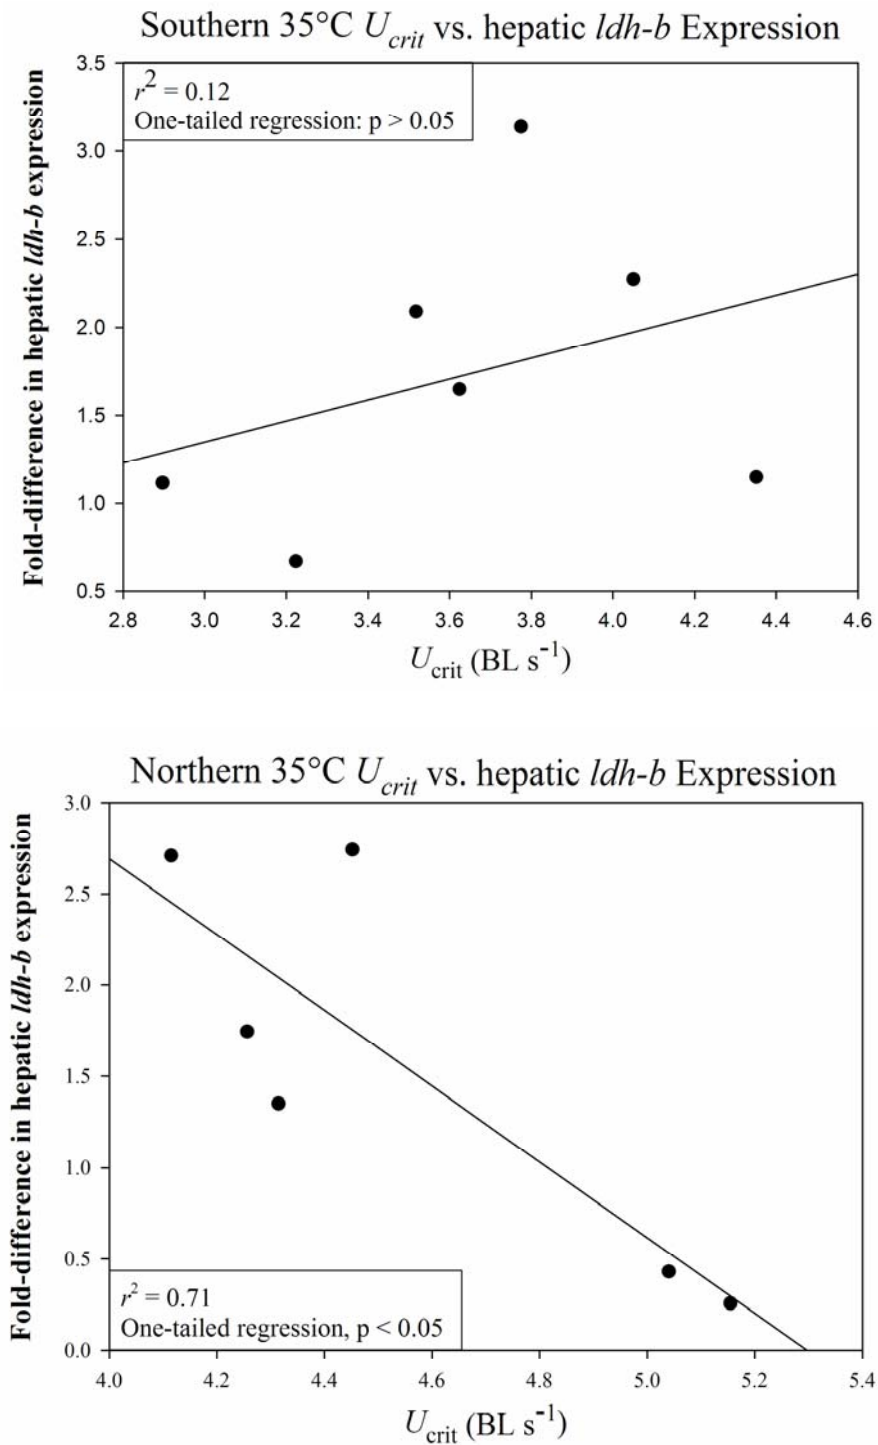 Southern 35°C U_crit vs. hepatic ldh-b Expression
Fold-difference in hepatic ldh-b expression
3.5
3.0
2.5
2.0
1.5
1.0
0.5
r² = 0.12
One-tailed regression: p > 0.05
2.8 3.0 3.2 3.4 3.6 3.8 4.0 4.2 4.4 4.6
U_crit (BL s⁻¹)
Northern 35°C U_crit vs. hepatic ldh-b Expression
Fold-difference in hepatic ldh-b expression
3.0
2.5
2.0
1.5
1.0
0.5
0.0
r² = 0.71
One-tailed regression, p < 0.05
4.0 4.2 4.4 4.6 4.8 5.0 5.2 5.4
U_crit (BL s⁻¹)